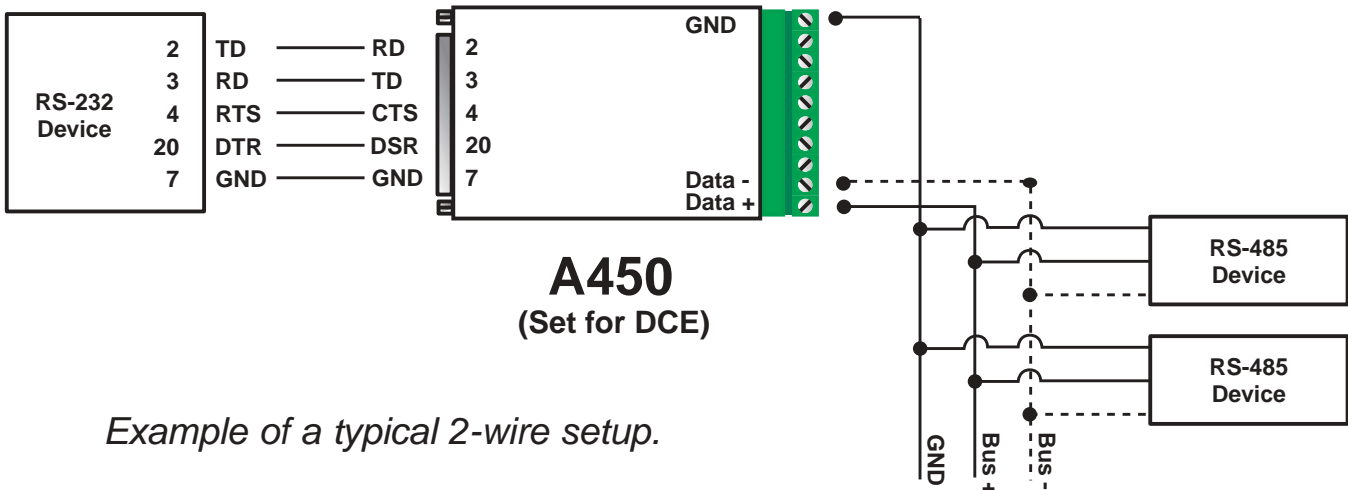 GND
2 TD RD 2
3 RD TD 3
RS-232
Device
4 RTS CTS 4
20 DTR DSR 20
7 GND GND 7
Data -
Data +
A450
(Set for DCE)
RS-485
Device
RS-485
Device
Example of a typical 2-wire setup.
GND
Bus +
Bus -